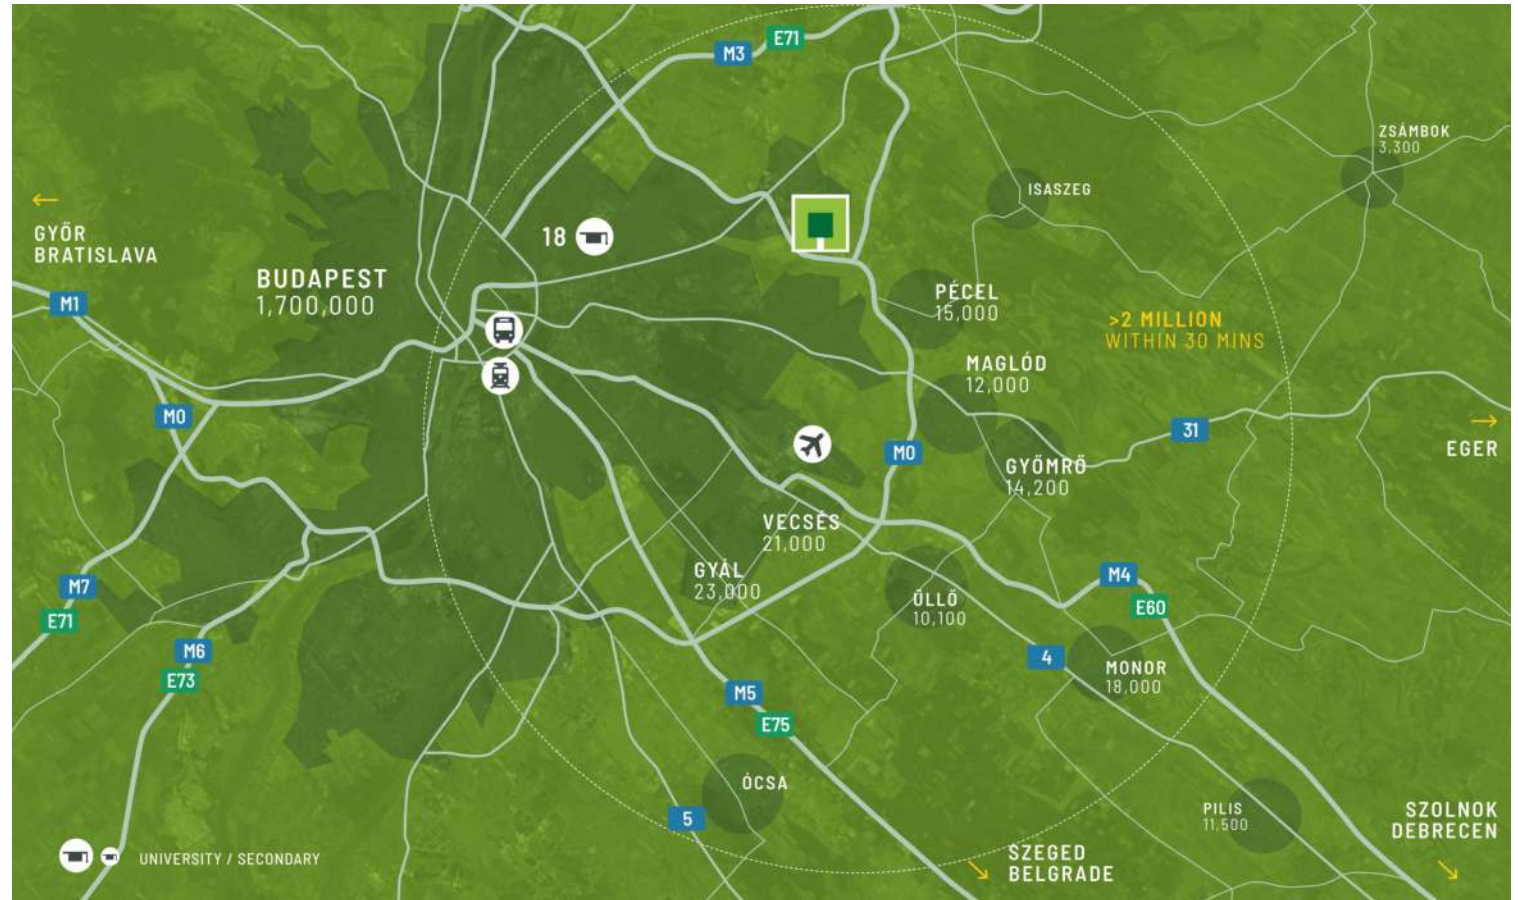 E71
M3
ZSÁMBOK
3,300
ISASZEG
GYŐR
BRATISLAVA
18
BUDAPEST
1,700,000
M1
PÉCEL
15,000
>2 MILLION
WITHIN 30 MINS
MAGLÓD
12,000
M0
31
M0
EGER
GYŐMRŐ
14,200
VECSÉS
21,000
GYÁL
23,000
M4
M7
E71
ŰLLŐ
10,100
E60
M6
E73
4
MONOR
18,000
M5
E75
ÓCSA
5
PILIS
11,500
SZOLNOK
DEBRECEN
UNIVERSITY / SECONDARY
SZEGED
BELGRADE